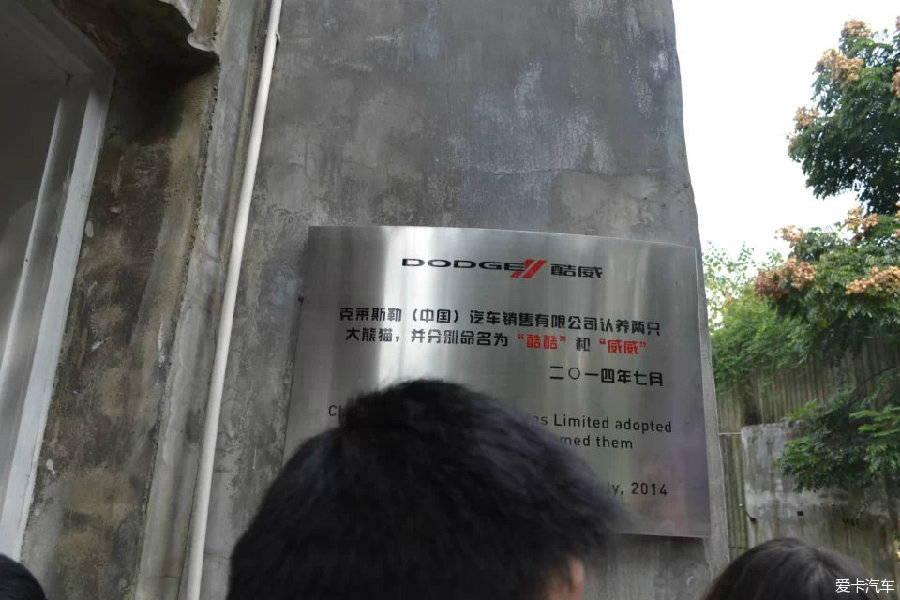 DODGE 酷威
克莱斯勒（中国）汽车销售有限公司认养两只
大熊猫，并分别命名为“酷酷”和“威威”
二〇一四年七月
Limited adopted
them
2014
爱卡汽车